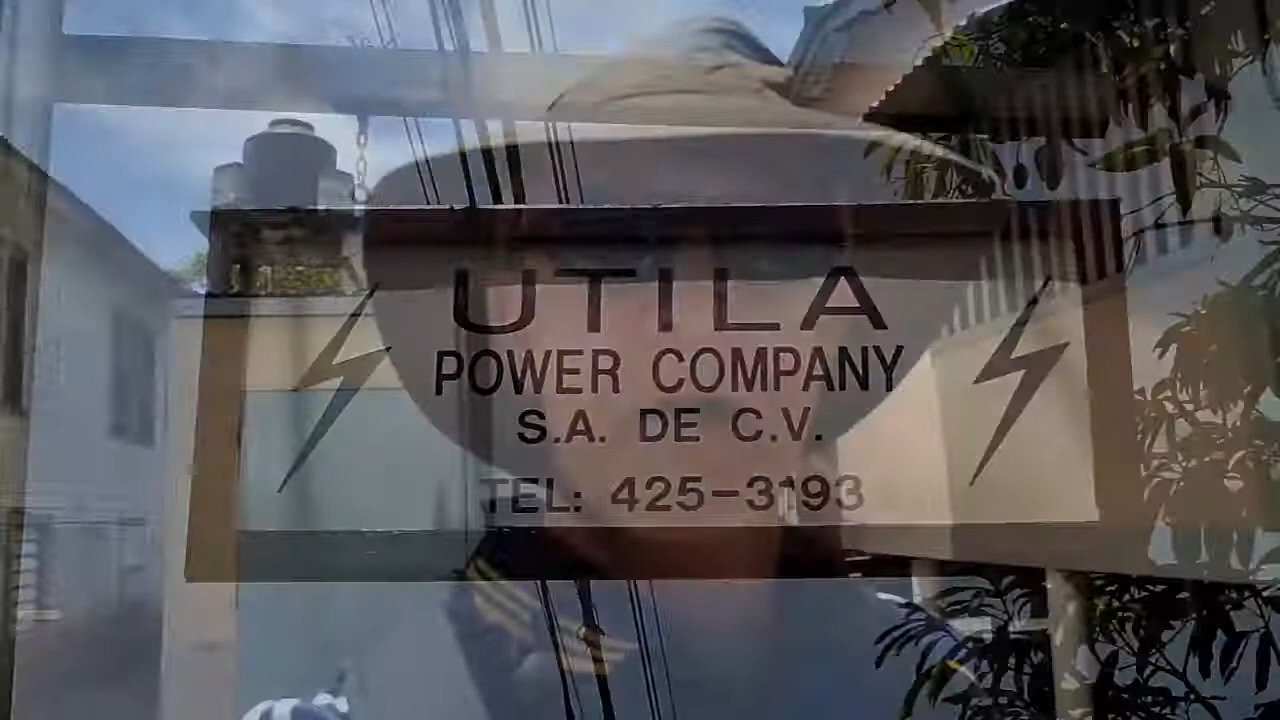 UTILA
POWER COMPANY
S.A. DE C.V.
TEL: 425-3193